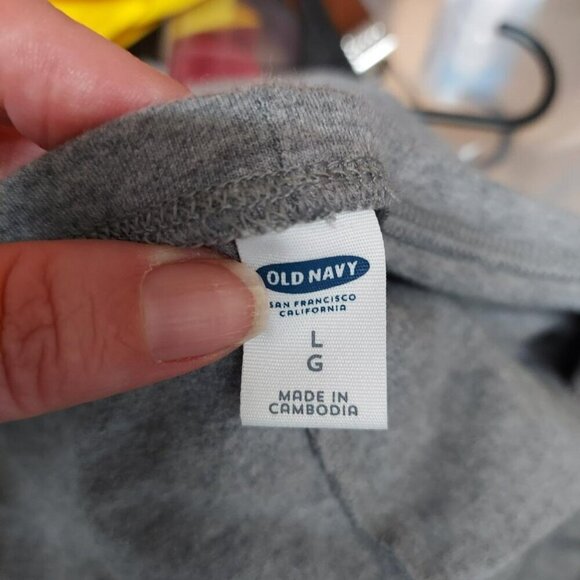 OLD NAVY
SAN FRANCISCO
CALIFORNIA
L
G
MADE IN
CAMBODIA